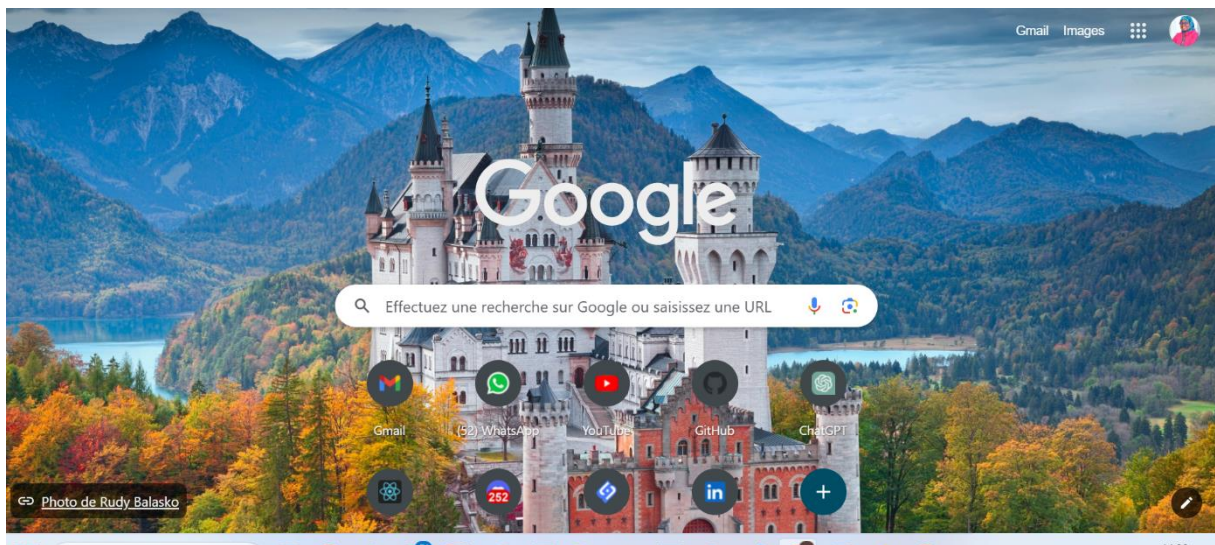 Gmail Images
Google
Effectuez une recherche sur Google ou saisissez une URL
Gmail (52) WhatsApp YouTube GitHub ChatGPT
252
in
Photo de Rudy Balasko